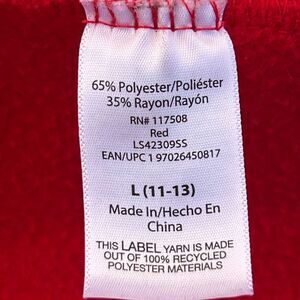 65% Polyester/Poliéster
35% Rayon/Rayón
RN# 117508
Red
LS42309SS
EAN/UPC 1 97026450817
L (11-13)
Made In/Hecho En
China
THIS LABEL YARN IS MADE
OUT OF 100% RECYCLED
POLYESTER MATERIALS